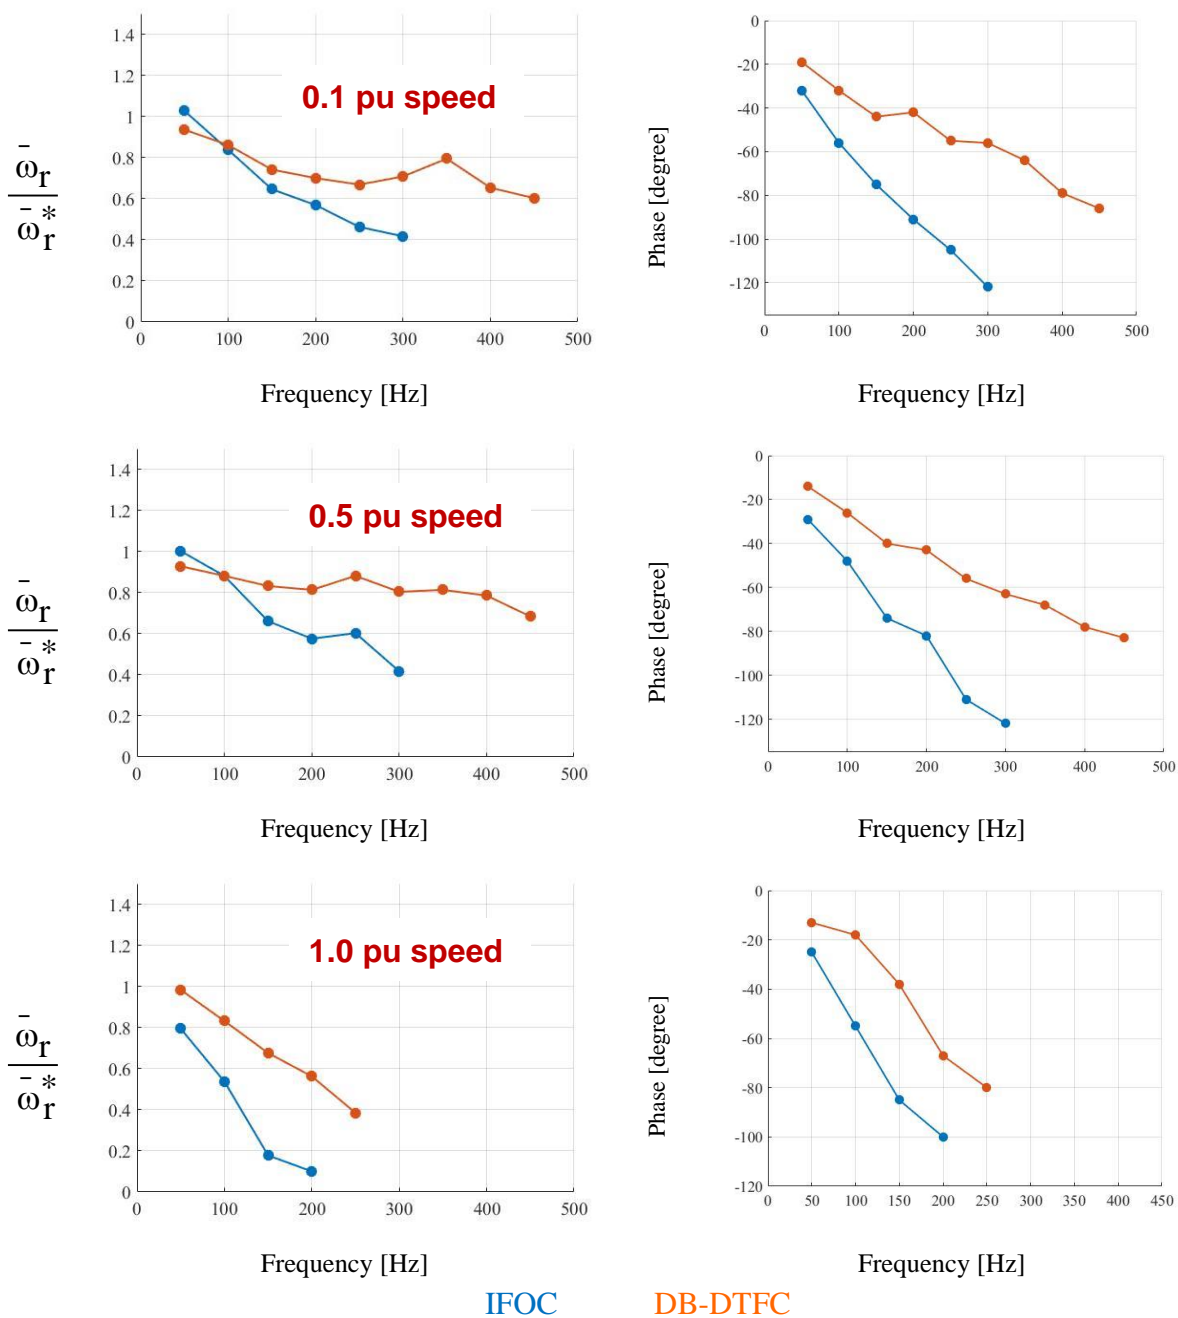 1.4
1.2
1
0.8
0.6
0.4
0.2
0
0 100 200 300 400 500
0.1 pu speed
ω̄r
ω̄r*
Frequency [Hz]
0
-20
-40
-60
-80
-100
-120
0 100 200 300 400 500
Phase [degree]
Frequency [Hz]
1.4
1.2
1
0.8
0.6
0.4
0.2
0
0 100 200 300 400 500
0.5 pu speed
ω̄r
ω̄r*
Frequency [Hz]
0
-20
-40
-60
-80
-100
-120
0 100 200 300 400 500
Phase [degree]
Frequency [Hz]
1.4
1.2
1
0.8
0.6
0.4
0.2
0
0 100 200 300 400 500
1.0 pu speed
ω̄r
ω̄r*
Frequency [Hz]
0
-20
-40
-60
-80
-100
-120
0 50 100 150 200 250 300 350 400 450
Phase [degree]
Frequency [Hz]
IFOC DB-DTFC